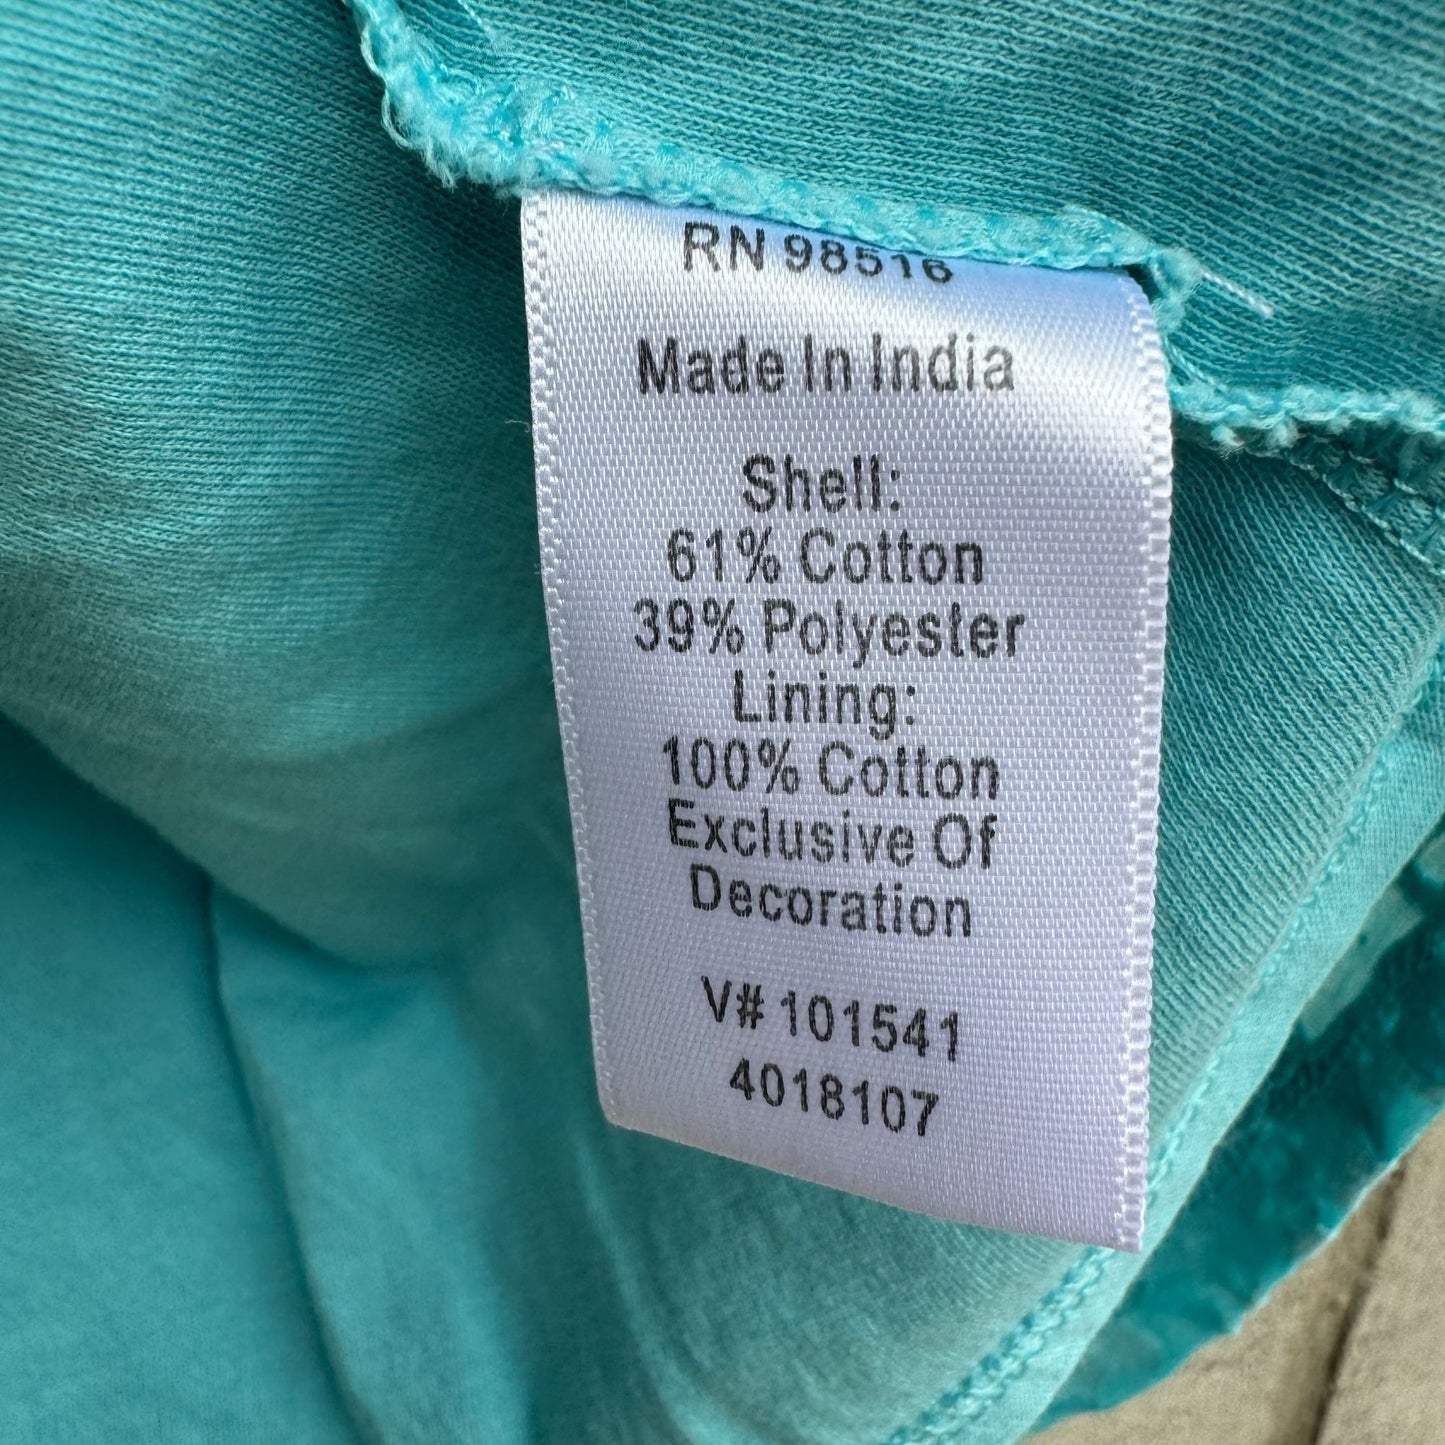 RN 98516
Made In India
Shell:
61% Cotton
39% Polyester
Lining:
100% Cotton
Exclusive Of
Decoration
V# 101541
4018107